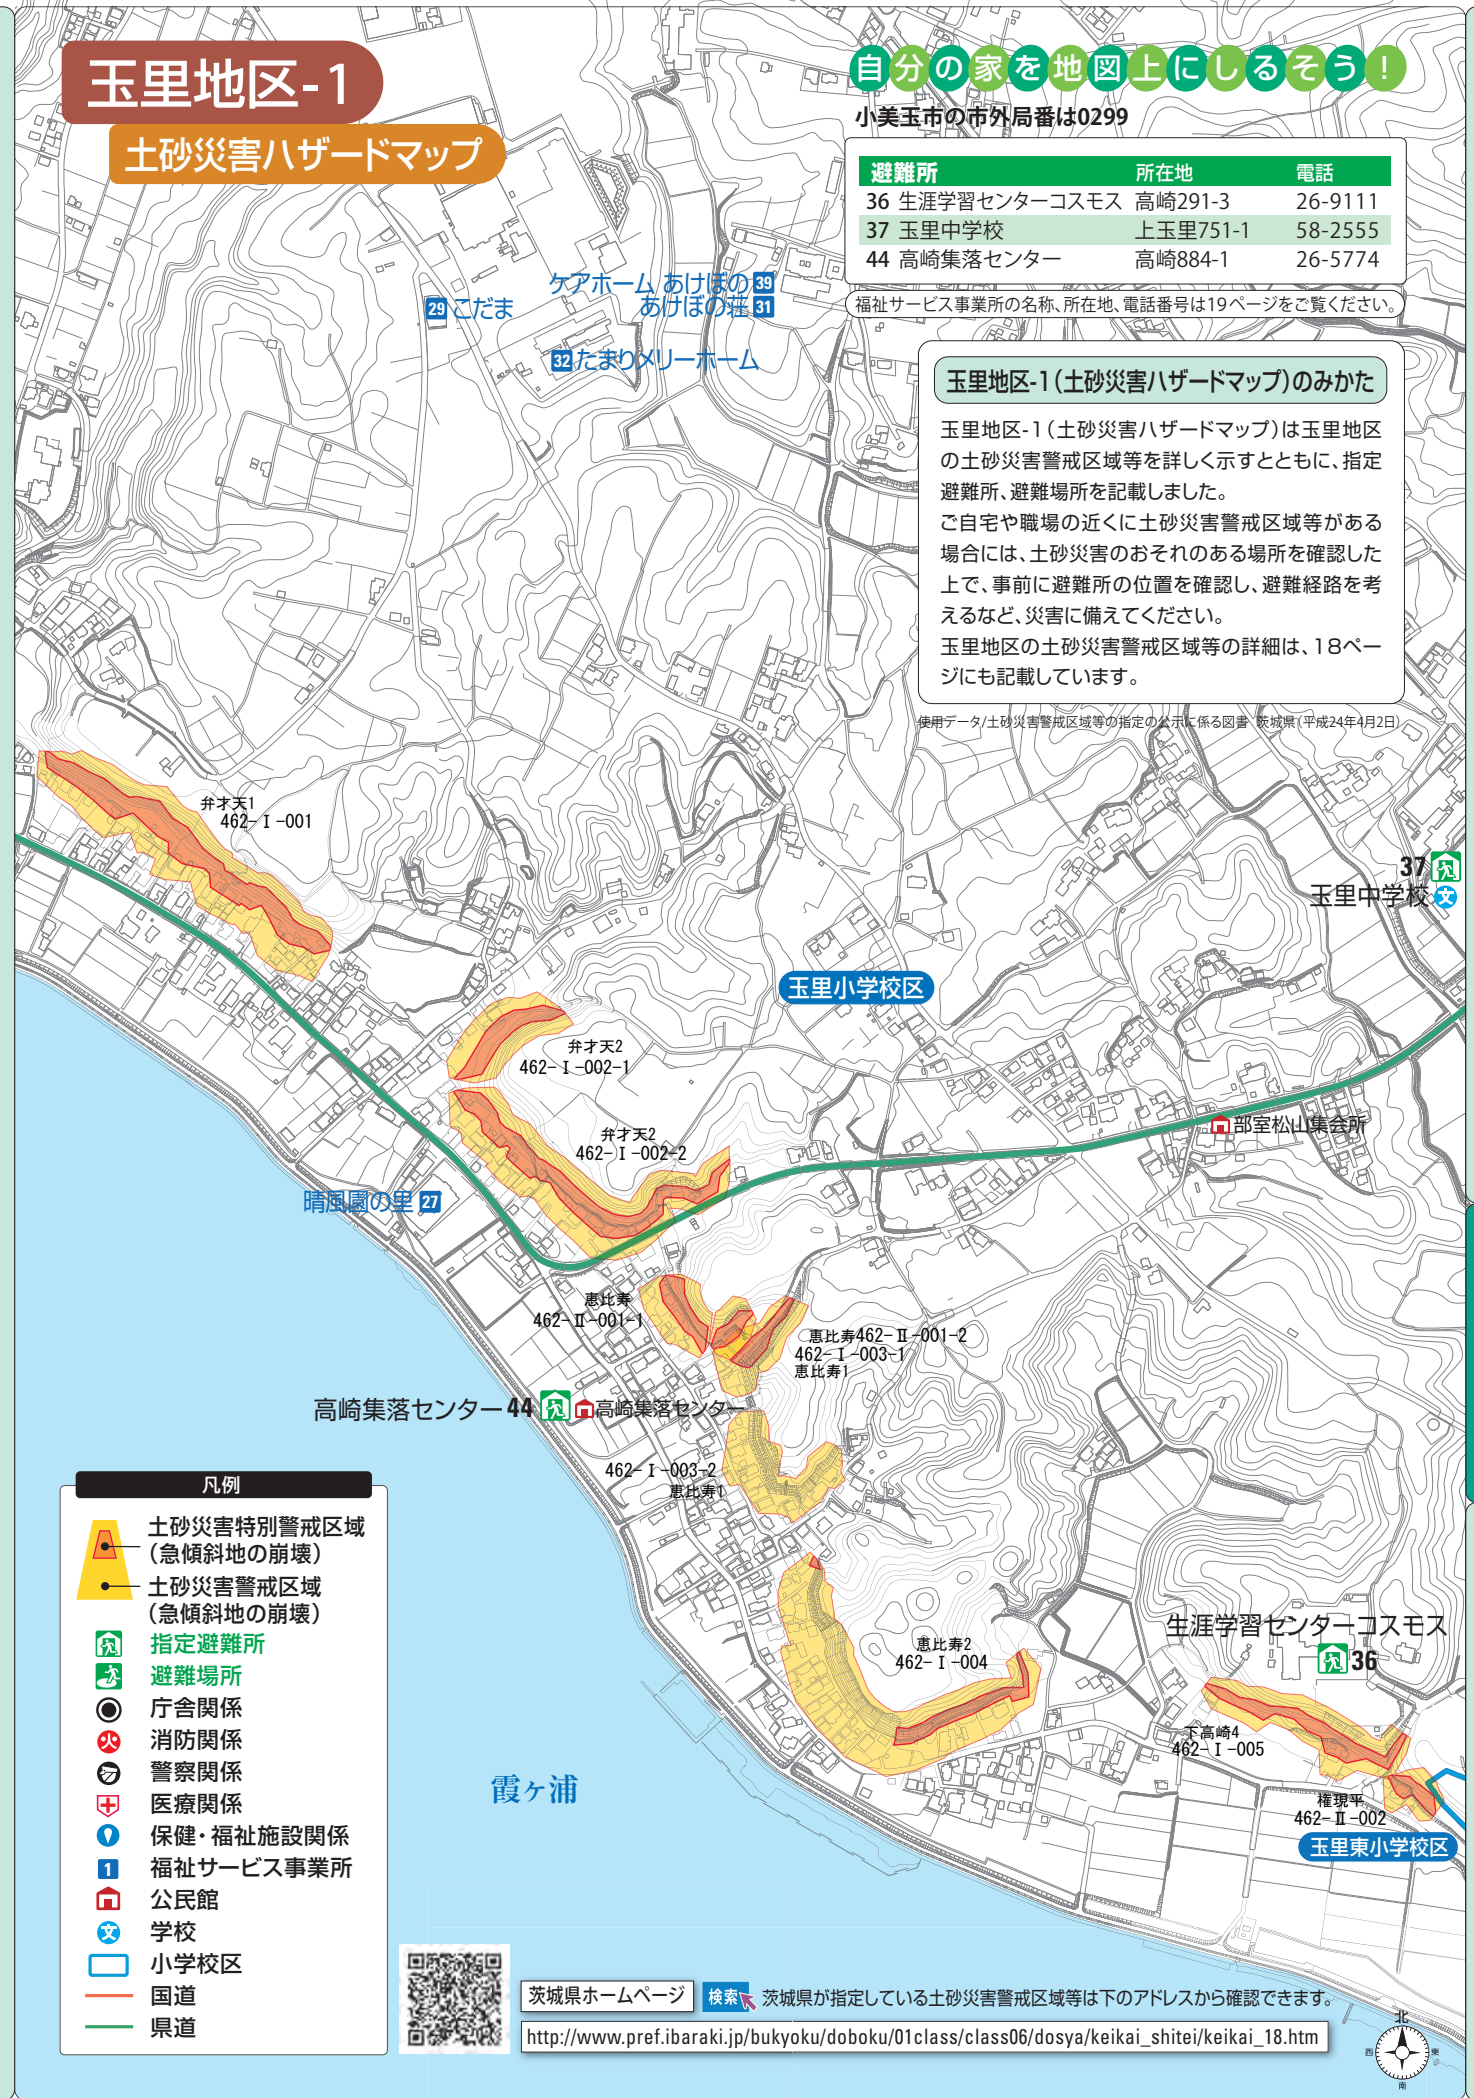 玉里地区-1
土砂災害ハザードマップ
自分の家を地図上にしるそう！
小美玉市の市外局番は0299
避難所 所在地 電話
36 生涯学習センターコスモス 高崎291-3 26-9111
37 玉里中学校 上玉里751-1 58-2555
44 高崎集落センター 高崎884-1 26-5774
福祉サービス事業所の名称、所在地、電話番号は19ページをご覧ください。
ケアホーム あけぼの 39
あけぼの荘 31
29 こだま
32 たまりメリーホーム
玉里地区-1（土砂災害ハザードマップ）のみかた
玉里地区-1（土砂災害ハザードマップ）は玉里地区
の土砂災害警戒区域等を詳しく示すとともに、指定
避難所、避難場所を記載しました。
ご自宅や職場の近くに土砂災害警戒区域等がある
場合には、土砂災害のおそれのある場所を確認した
上で、事前に避難所の位置を確認し、避難経路を考
えるなど、災害に備えてください。
玉里地区の土砂災害警戒区域等の詳細は、18ペー
ジにも記載しています。
使用データ/土砂災害警戒区域等の指定の公示に係る図書 茨城県(平成24年4月2日)
弁才天1
462-Ⅰ-001
37
玉里中学校 文
玉里小学校区
弁才天2
462-Ⅰ-002-1
弁才天2
462-Ⅰ-002-2
部室松山集会所
晴風園の里 27
恵比寿
462-Ⅱ-001-1
恵比寿462-Ⅱ-001-2
462-Ⅰ-003-1
恵比寿1
高崎集落センター 44 高崎集落センター
462-Ⅰ-003-2
恵比寿1
恵比寿2
462-Ⅰ-004
生涯学習センターコスモス
36
下高崎4
462-Ⅰ-005
権現平
462-Ⅱ-002
玉里東小学校区
霞ヶ浦
凡例
土砂災害特別警戒区域
（急傾斜地の崩壊）
土砂災害警戒区域
（急傾斜地の崩壊）
指定避難所
避難場所
庁舎関係
火 消防関係
警察関係
医療関係
保健・福祉施設関係
1 福祉サービス事業所
公民館
文 学校
小学校区
国道
県道
茨城県ホームページ 検索 茨城県が指定している土砂災害警戒区域等は下のアドレスから確認できます。
http://www.pref.ibaraki.jp/bukyoku/doboku/01class/class06/dosya/keikai_shitei/keikai_18.htm
北
西 東
南